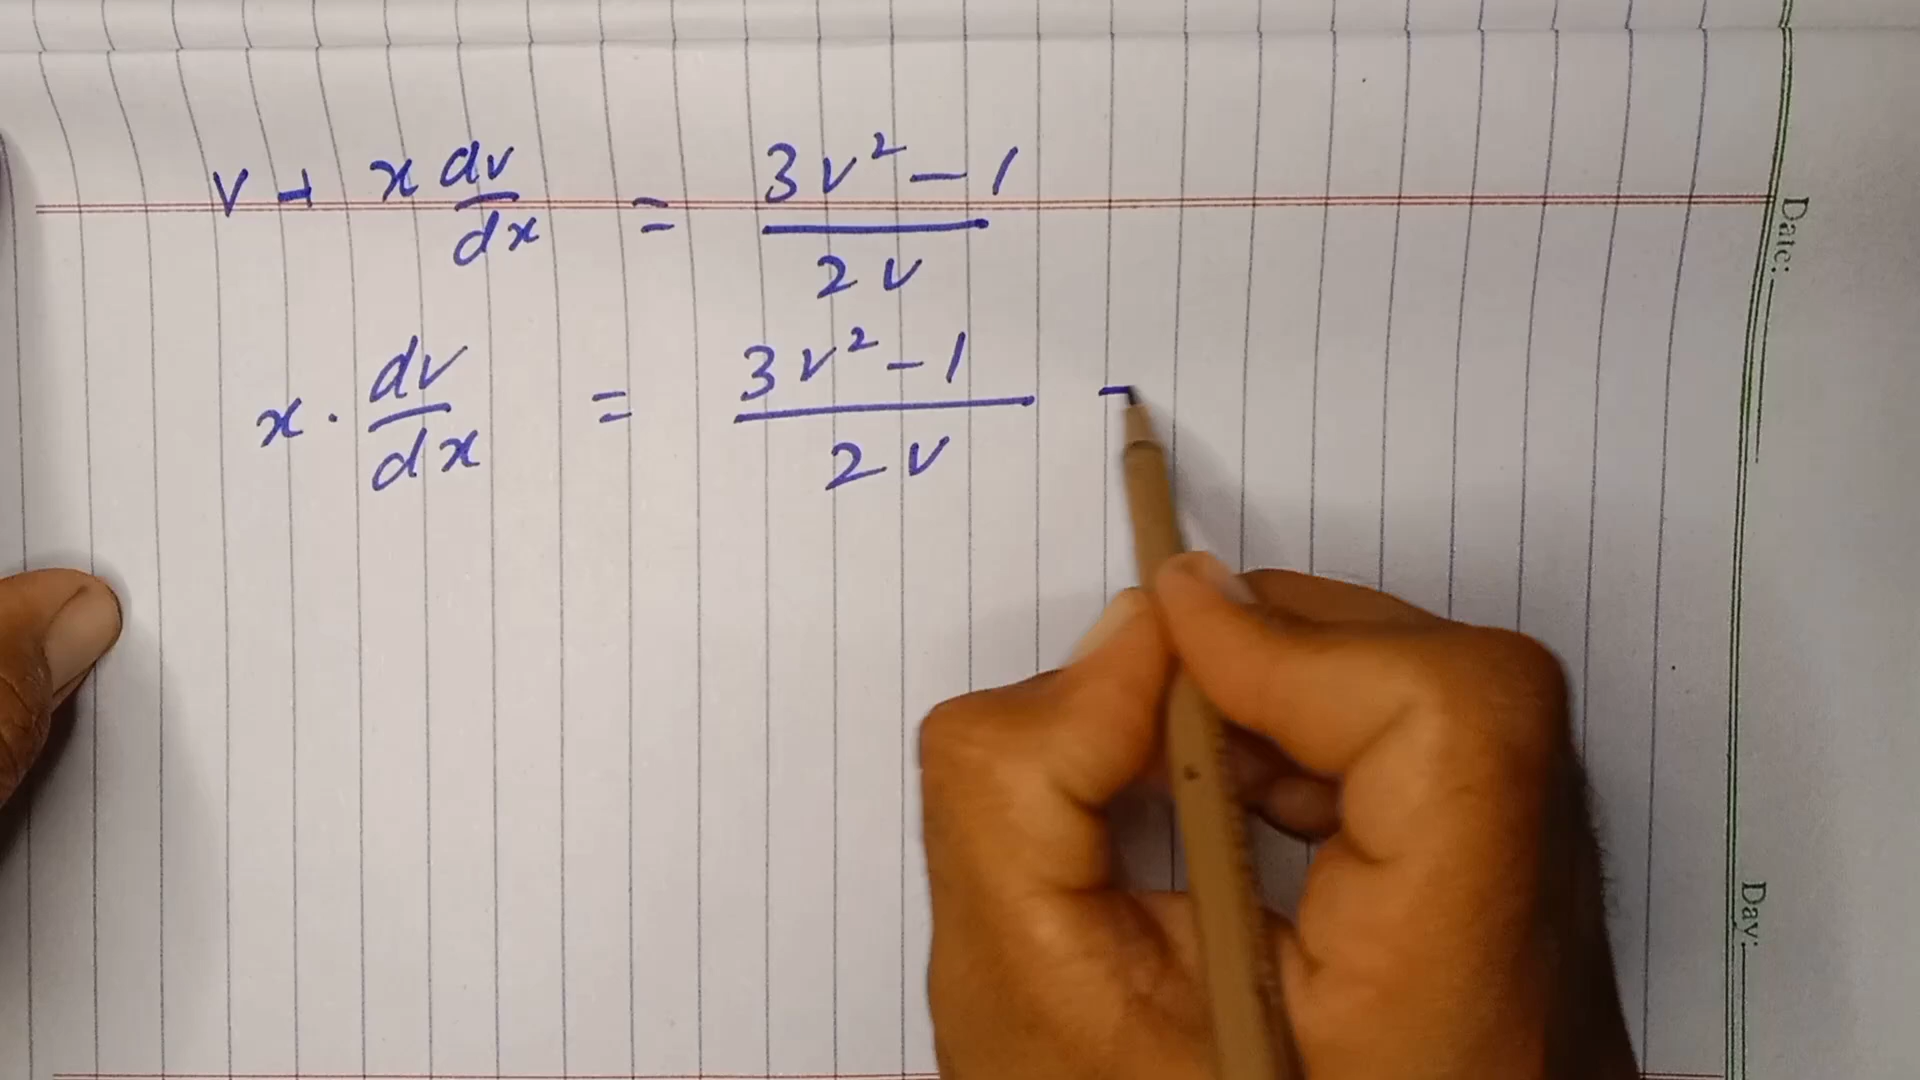 v + x dv/dx = 3v² - 1 / 2v
x · dv/dx = 3v² - 1 / 2v -
Date:
Day: